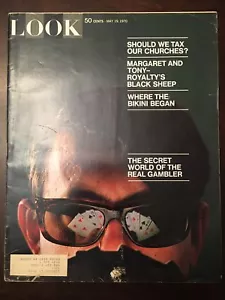 LOOK
50 CENTS · MAY 19, 1970
SHOULD WE TAX
OUR CHURCHES?
MARGARET AND
TONY—
ROYALTY'S
BLACK SHEEP
WHERE THE
BIKINI BEGAN
THE SECRET
WORLD OF THE
REAL GAMBLER